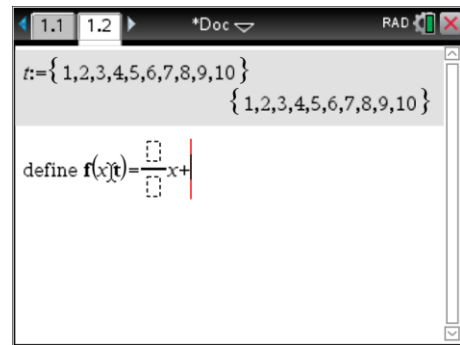 1.1 1.2 *Doc RAD
t:={1,2,3,4,5,6,7,8,9,10}
{1,2,3,4,5,6,7,8,9,10}
define f(x,t)=▯/▯x+